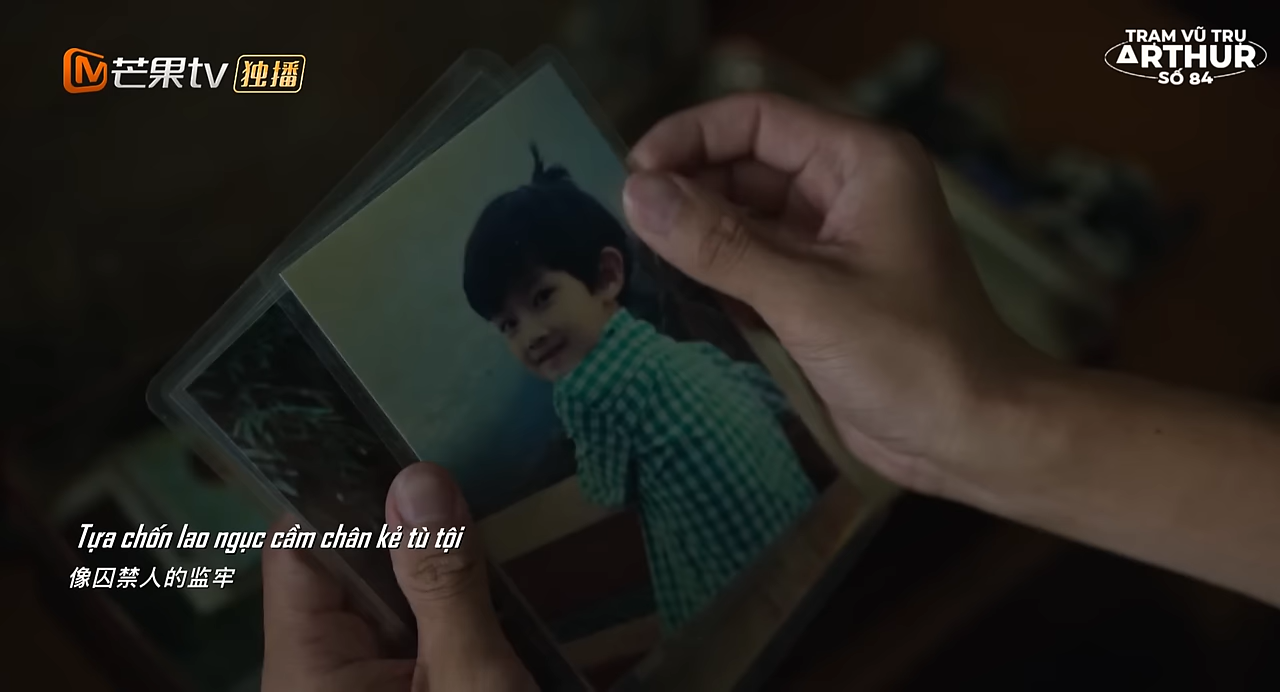 芒果tv 独播
TRẠM VŨ TRỤ
ARTHUR
SỐ 84
Tựa chốn lao ngục cầm chân kẻ tù tội
像囚禁人的监牢